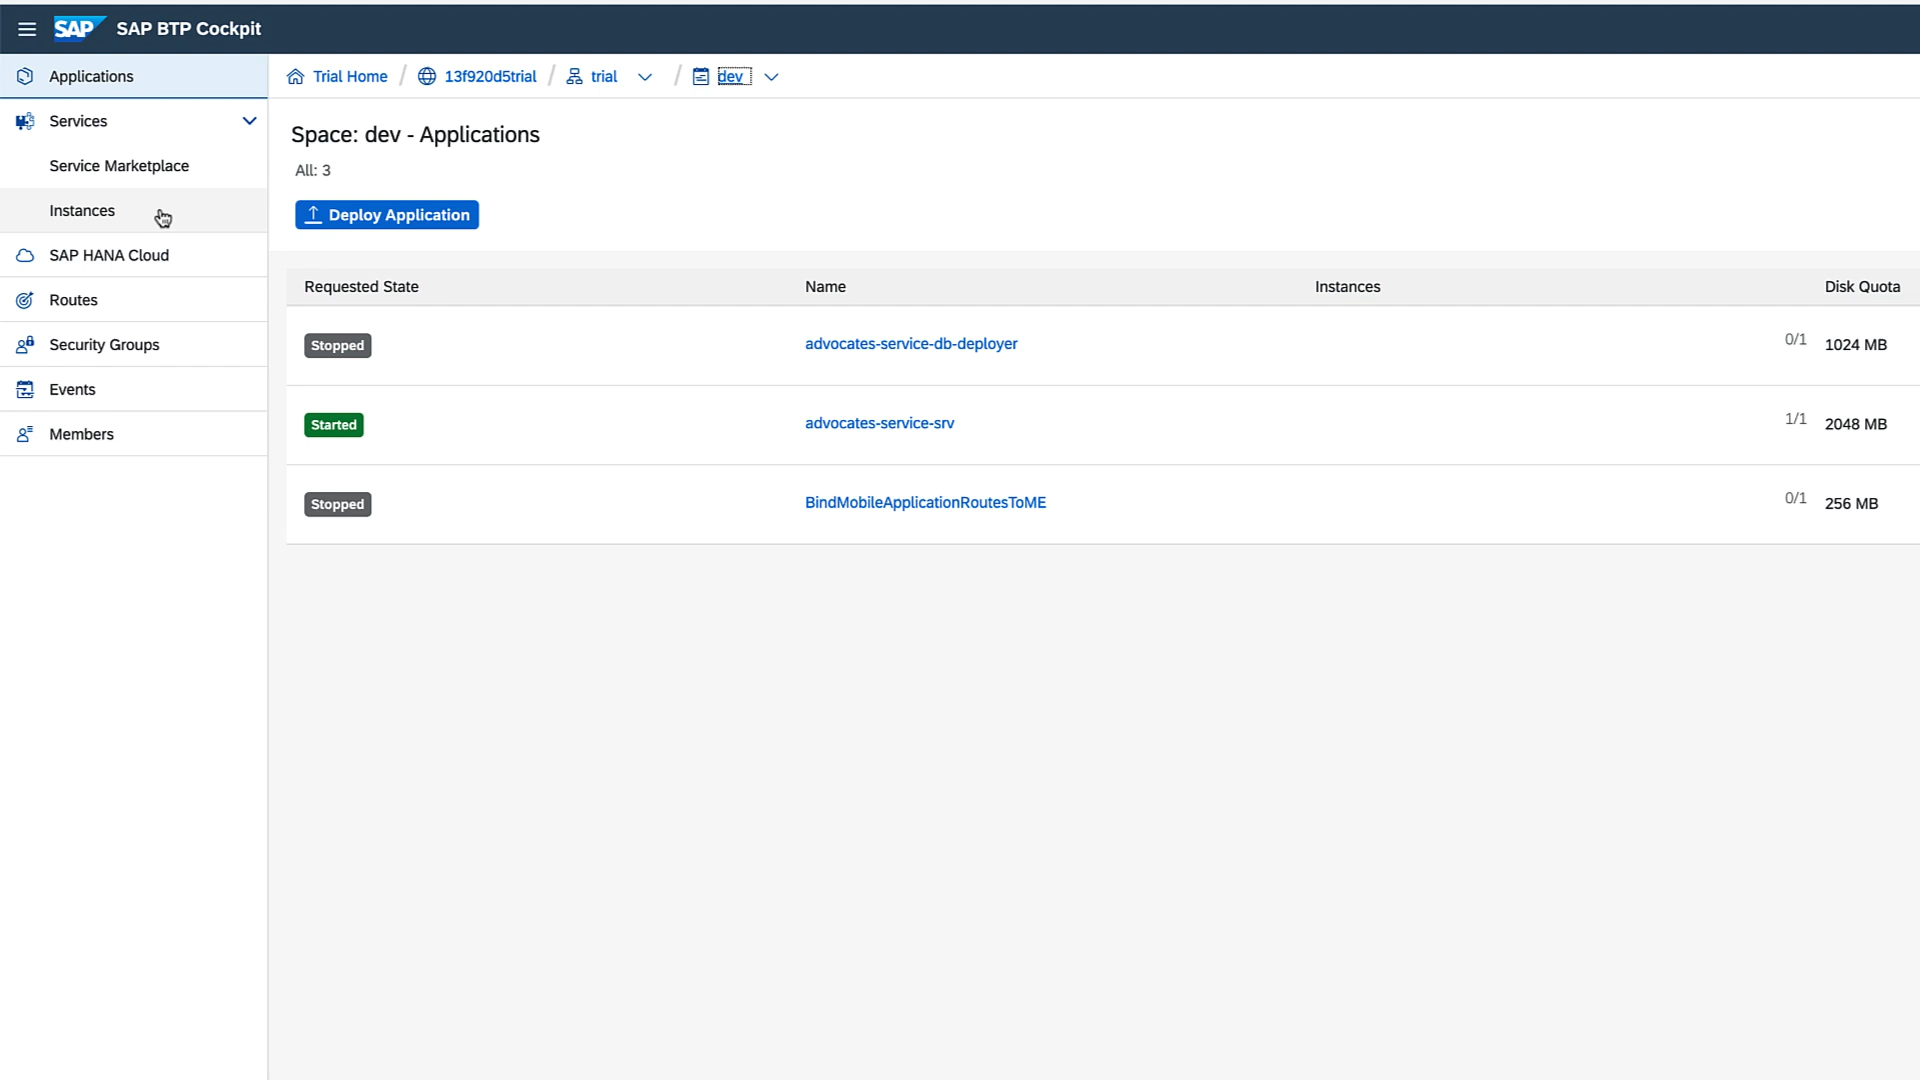 SAP SAP BTP Cockpit
Applications
Services
Service Marketplace
Instances
SAP HANA Cloud
Routes
Security Groups
Events
Members
Trial Home / 13f920d5trial / trial / dev
Space: dev - Applications
All: 3
Deploy Application
Requested State Name Instances Disk Quota
Stopped advocates-service-db-deployer 0/1 1024 MB
Started advocates-service-srv 1/1 2048 MB
Stopped BindMobileApplicationRoutesToME 0/1 256 MB